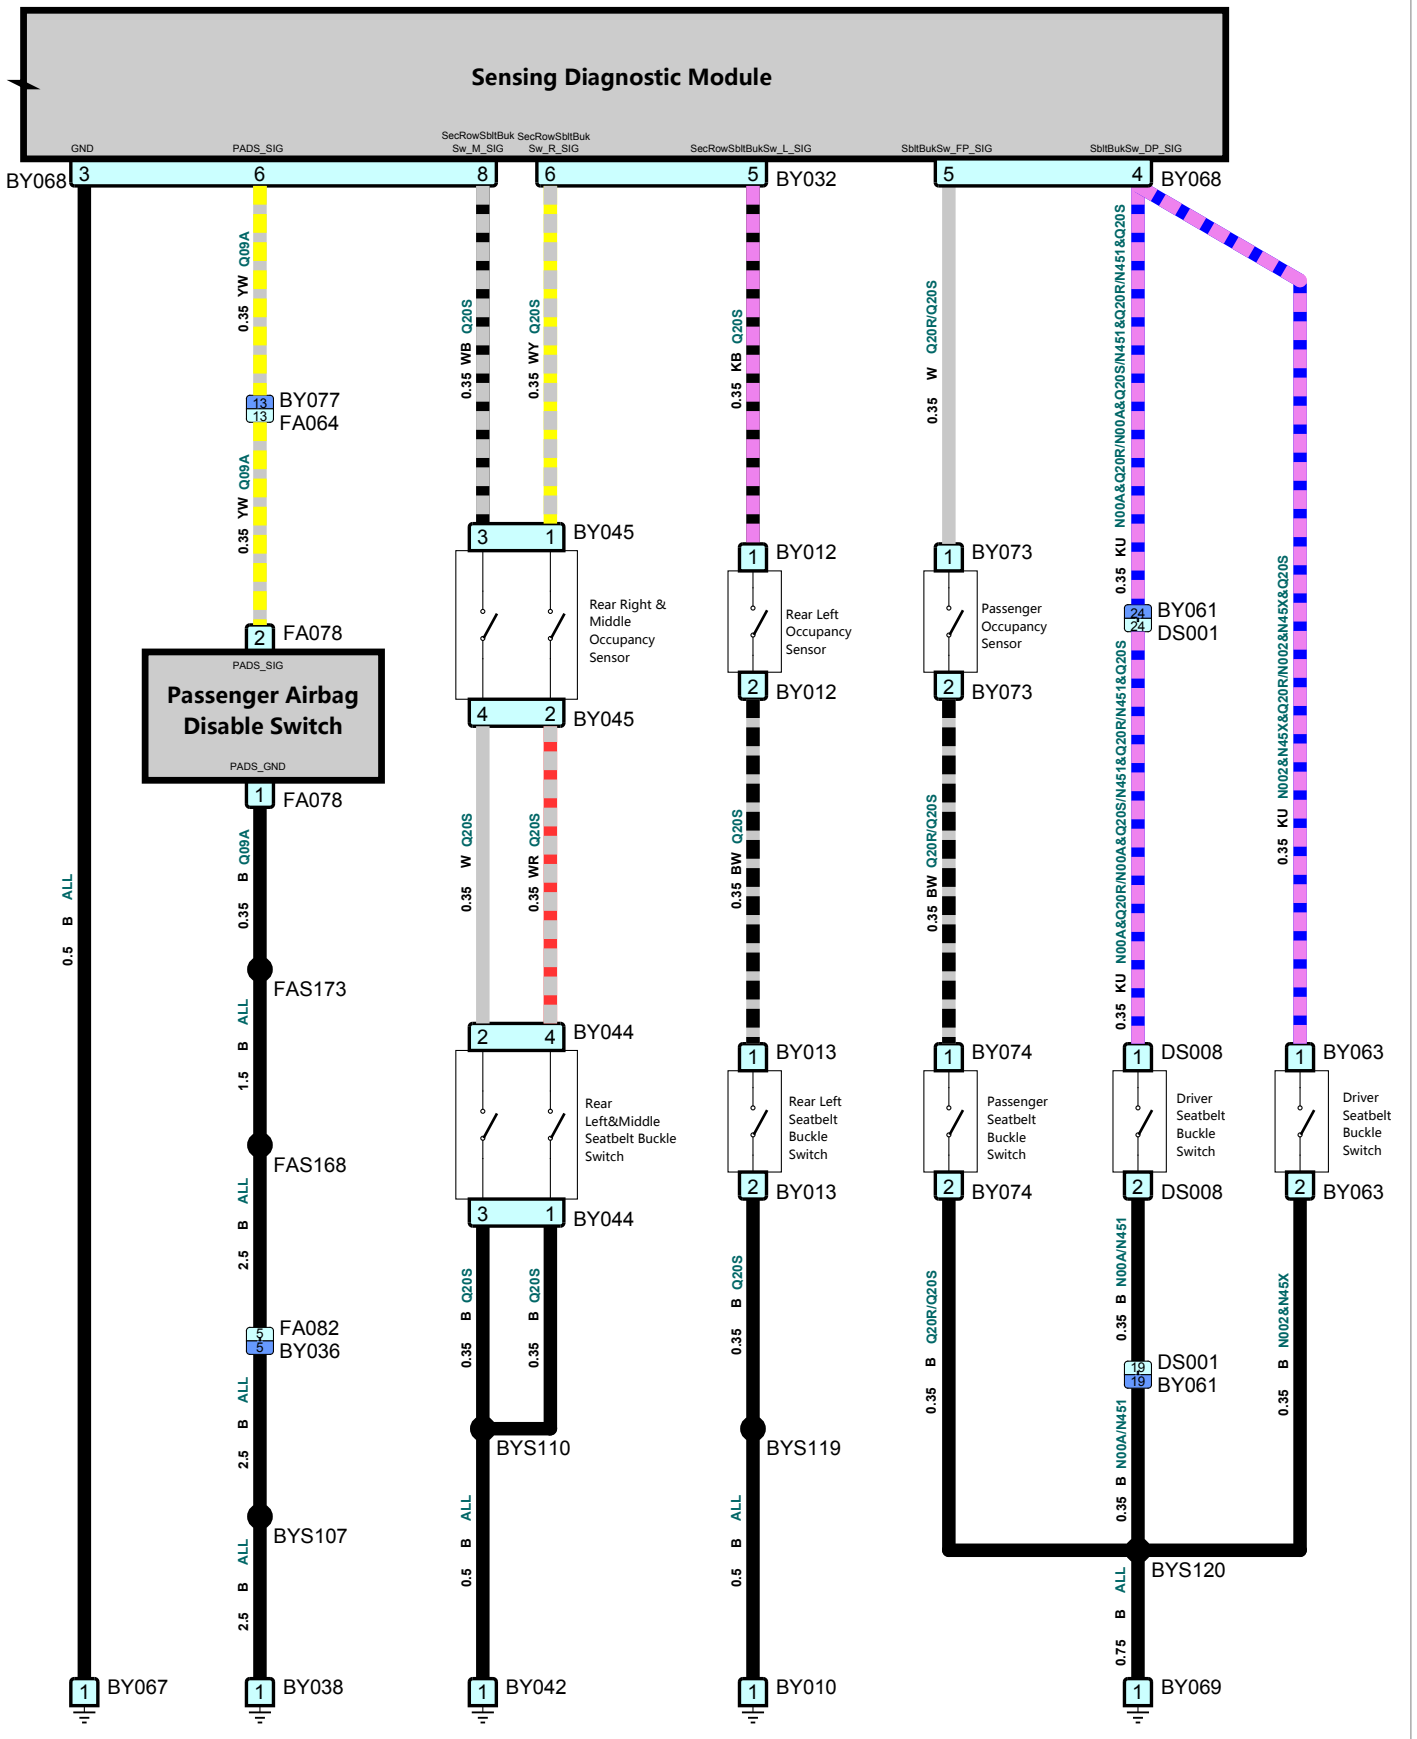 Sensing Diagnostic Module
GND
PADS_SIG
SecRowSbltBuk
Sw_M_SIG
SecRowSbltBuk
Sw_R_SIG
SecRowSbltBukSw_L_SIG
SbltBukSw_FP_SIG
SbltBukSw_DP_SIG
BY068
3
6
8
6
5
BY032
5
4
BY068
0.35 YW Q09A
0.35 WB Q20S
0.35 WY Q20S
0.35 KB Q20S
0.35 W Q20R/Q20S
0.35 KU N00A&Q20R/N00A&Q20S/N451&Q20R/N451&Q20S
13
BY077
13
FA064
0.35 YW Q09A
3
1
BY045
1
BY012
1
BY073
Rear Right &
Middle
Occupancy
Sensor
Rear Left
Occupancy
Sensor
Passenger
Occupancy
Sensor
24
BY061
24
DS001
2
FA078
PADS_SIG
Passenger Airbag
Disable Switch
PADS_GND
1
FA078
4
2
BY045
2
BY012
2
BY073
0.5 B ALL
0.35 B Q09A
0.35 W Q20S
0.35 WR Q20S
0.35 BW Q20S
0.35 BW Q20R/Q20S
0.35 KU N00A&Q20R/N00A&Q20S/N451&Q20R/N451&Q20S
0.35 KU N002&N45X&Q20R/N002&N45X&Q20S
FAS173
1.5 B ALL
2
4
BY044
1
BY013
1
BY074
1
DS008
1
BY063
Rear
Left&Middle
Seatbelt Buckle
Switch
Rear Left
Seatbelt
Buckle
Switch
Passenger
Seatbelt
Buckle
Switch
Driver
Seatbelt
Buckle
Switch
Driver
Seatbelt
Buckle
Switch
FAS168
2.5 B ALL
3
1
BY044
2
BY013
2
BY074
2
DS008
2
BY063
0.35 B Q20S
0.35 B Q20S
0.35 B Q20S
0.35 B Q20R/Q20S
0.35 B N00A/N451
0.35 B N002&N45X
5
FA082
5
BY036
19
DS001
19
BY061
2.5 B ALL
BYS110
BYS119
0.35 B N00A/N451
BYS107
BYS120
2.5 B ALL
0.5 B ALL
0.5 B ALL
0.75 B ALL
1
BY067
1
BY038
1
BY042
1
BY010
1
BY069